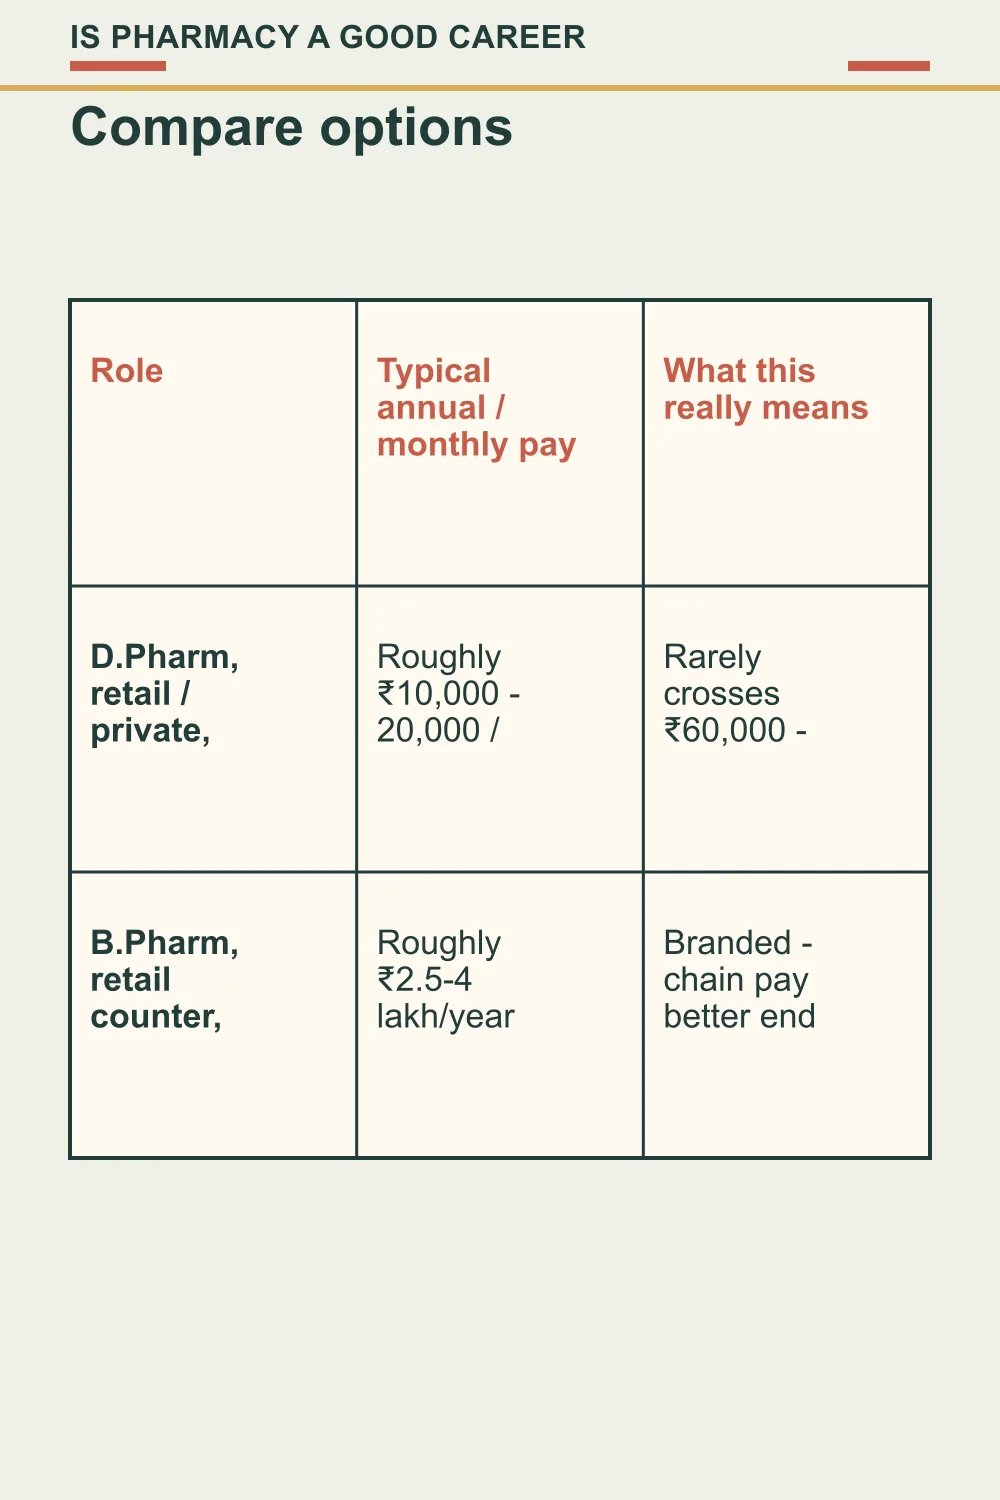 IS PHARMACY A GOOD CAREER
Compare options
Role
Typical
annual /
monthly pay
What this
really means
D.Pharm,
retail /
private,
Roughly
₹10,000 -
20,000 /
Rarely
crosses
₹60,000 -
B.Pharm,
retail
counter,
Roughly
₹2.5-4
lakh/year
Branded -
chain pay
better end